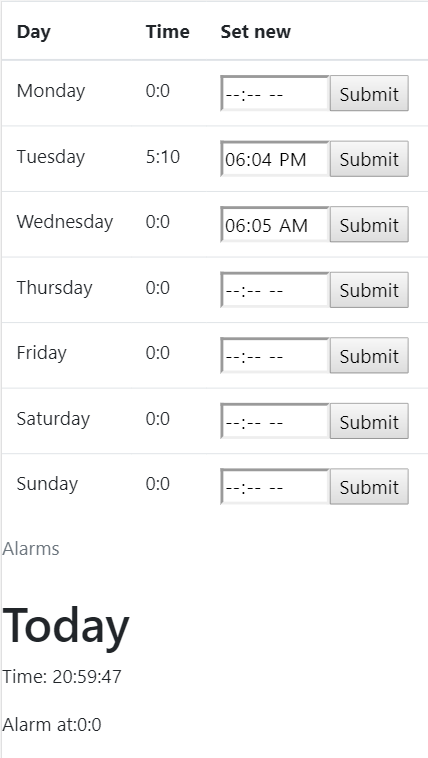 Day Time Set new
Monday 0:0 --:-- -- Submit
Tuesday 5:10 06:04 PM Submit
Wednesday 0:0 06:05 AM Submit
Thursday 0:0 --:-- -- Submit
Friday 0:0 --:-- -- Submit
Saturday 0:0 --:-- -- Submit
Sunday 0:0 --:-- -- Submit
Alarms
Today
Time: 20:59:47
Alarm at:0:0